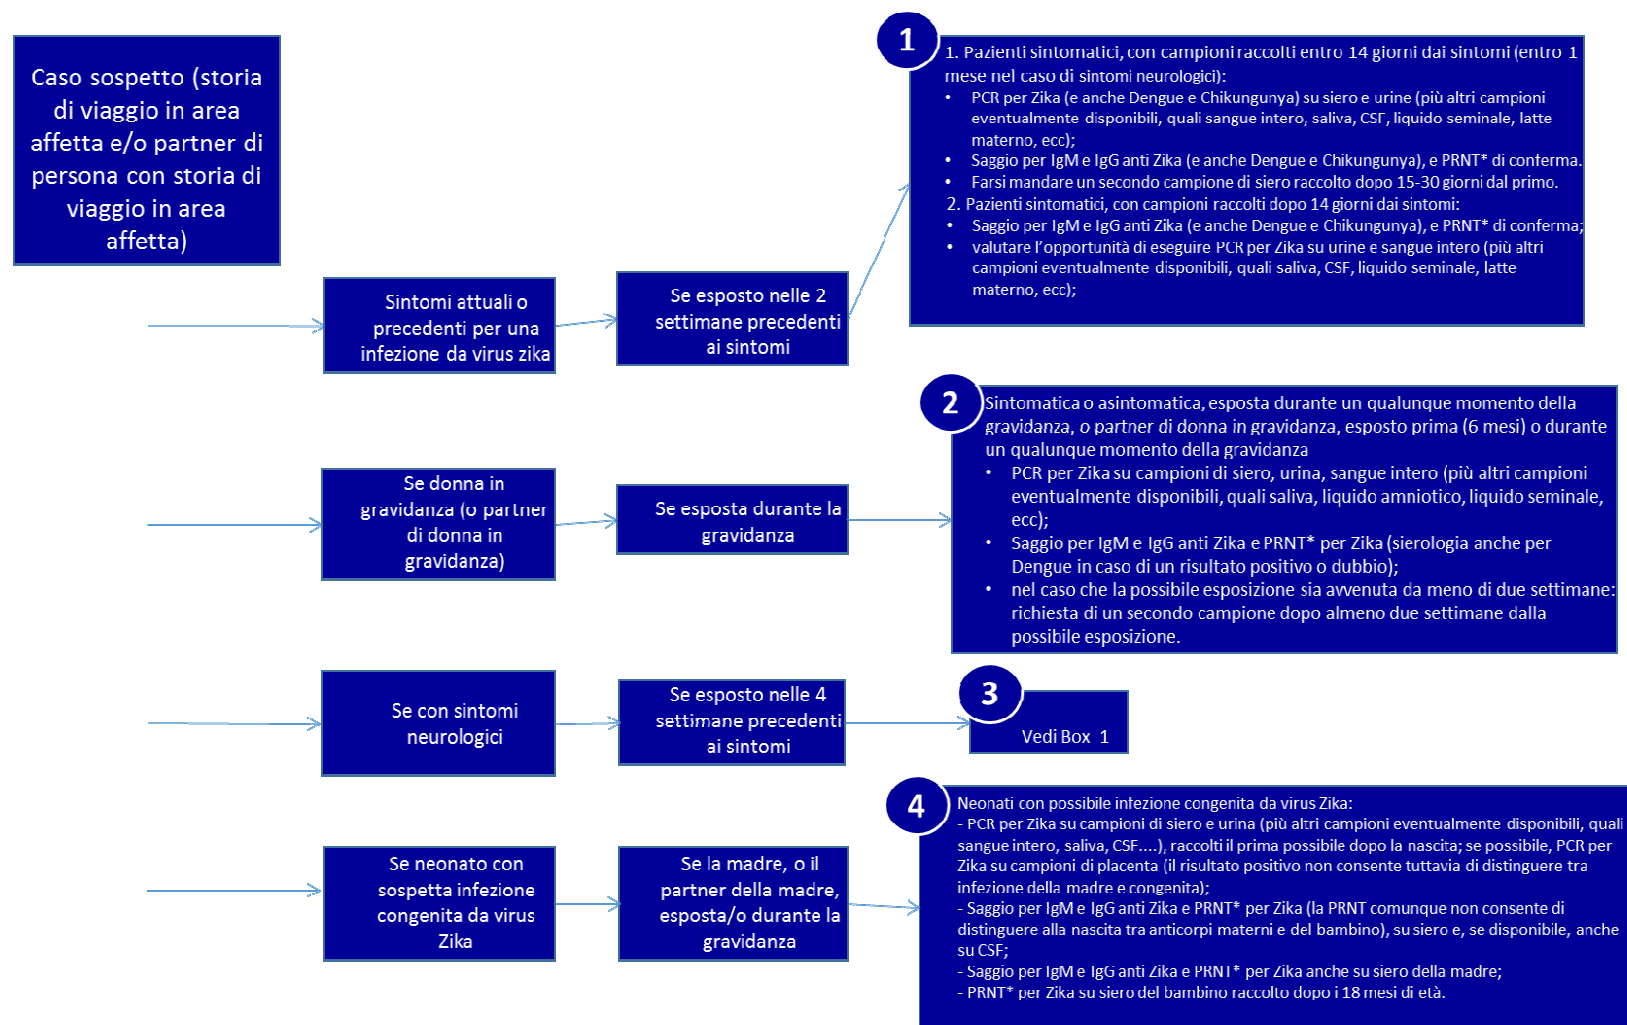 Caso sospetto (storia
di viaggio in area
affetta e/o partner di
persona con storia di
viaggio in area
affetta)
1
1. Pazienti sintomatici, con campioni raccolti entro 14 giorni dai sintomi (entro 1
mese nel caso di sintomi neurologici):
• PCR per Zika (e anche Dengue e Chikungunya) su siero e urine (più altri campioni
eventualmente disponibili, quali sangue intero, saliva, CSF, liquido seminale, latte
materno, ecc);
• Saggio per IgM e IgG anti Zika (e anche Dengue e Chikungunya), e PRNT* di conferma.
• Farsi mandare un secondo campione di siero raccolto dopo 15-30 giorni dal primo.
2. Pazienti sintomatici, con campioni raccolti dopo 14 giorni dai sintomi:
• Saggio per IgM e IgG anti Zika (e anche Dengue e Chikungunya), e PRNT* di conferma;
• valutare l'opportunità di eseguire PCR per Zika su urine e sangue intero (più altri
campioni eventualmente disponibili, quali saliva, CSF, liquido seminale, latte
materno, ecc);
Sintomi attuali o
precedenti per una
infezione da virus zika
Se esposto nelle 2
settimane precedenti
ai sintomi
2
Sintomatica o asintomatica, esposta durante un qualunque momento della
gravidanza, o partner di donna in gravidanza, esposto prima (6 mesi) o durante
un qualunque momento della gravidanza
• PCR per Zika su campioni di siero, urina, sangue intero (più altri campioni
eventualmente disponibili, quali saliva, liquido amniotico, liquido seminale,
ecc);
• Saggio per IgM e IgG anti Zika e PRNT* per Zika (sierologia anche per
Dengue in caso di un risultato positivo o dubbio);
• nel caso che la possibile esposizione sia avvenuta da meno di due settimane:
richiesta di un secondo campione dopo almeno due settimane dalla
possibile esposizione.
Se donna in
gravidanza (o partner
di donna in
gravidanza)
Se esposta durante la
gravidanza
Se con sintomi
neurologici
Se esposto nelle 4
settimane precedenti
ai sintomi
3
Vedi Box 1
4
Neonati con possibile infezione congenita da virus Zika:
- PCR per Zika su campioni di siero e urina (più altri campioni eventualmente disponibili, quali
sangue intero, saliva, CSF....), raccolti il prima possibile dopo la nascita; se possibile, PCR per
Zika su campioni di placenta (il risultato positivo non consente tuttavia di distinguere tra
infezione della madre e congenita);
- Saggio per IgM e IgG anti Zika e PRNT* per Zika (la PRNT comunque non consente di
distinguere alla nascita tra anticorpi materni e del bambino), su siero e, se disponibile, anche
su CSF;
- Saggio per IgM e IgG anti Zika e PRNT* per Zika anche su siero della madre;
- PRNT* per Zika su siero del bambino raccolto dopo i 18 mesi di età.
Se neonato con
sospetta infezione
congenita da virus
Zika
Se la madre, o il
partner della madre,
esposta/o durante la
gravidanza